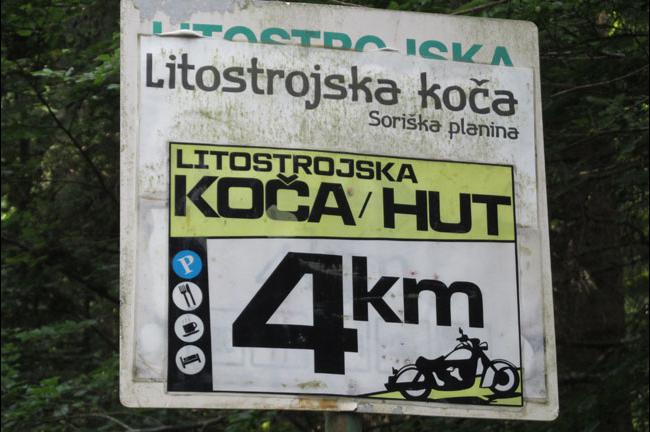 LITOSTROJSKA
Litostrojska koča
Soriška planina
LITOSTROJSKA
KOČA / HUT
P
4km